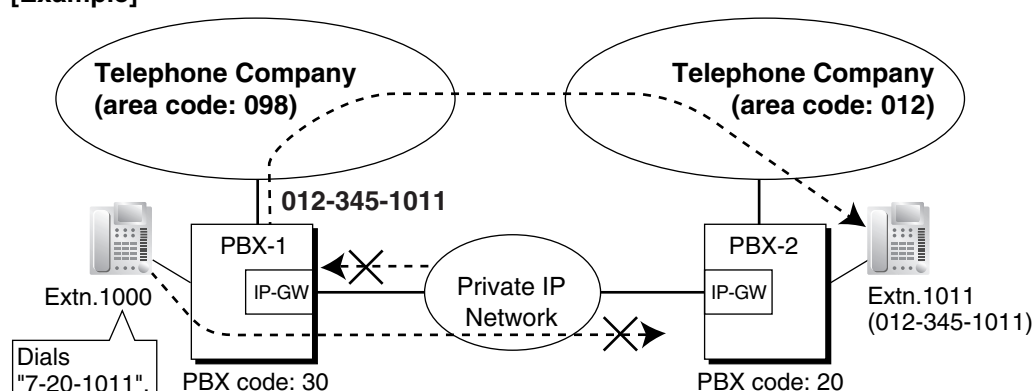 [Example]
Telephone Company
(area code: 098)
Telephone Company
(area code: 012)
012-345-1011
PBX-1
PBX-2
IP-GW
Private IP
Network
IP-GW
Extn.1000
Extn.1011
(012-345-1011)
Dials
"7-20-1011".
PBX code: 30
PBX code: 20